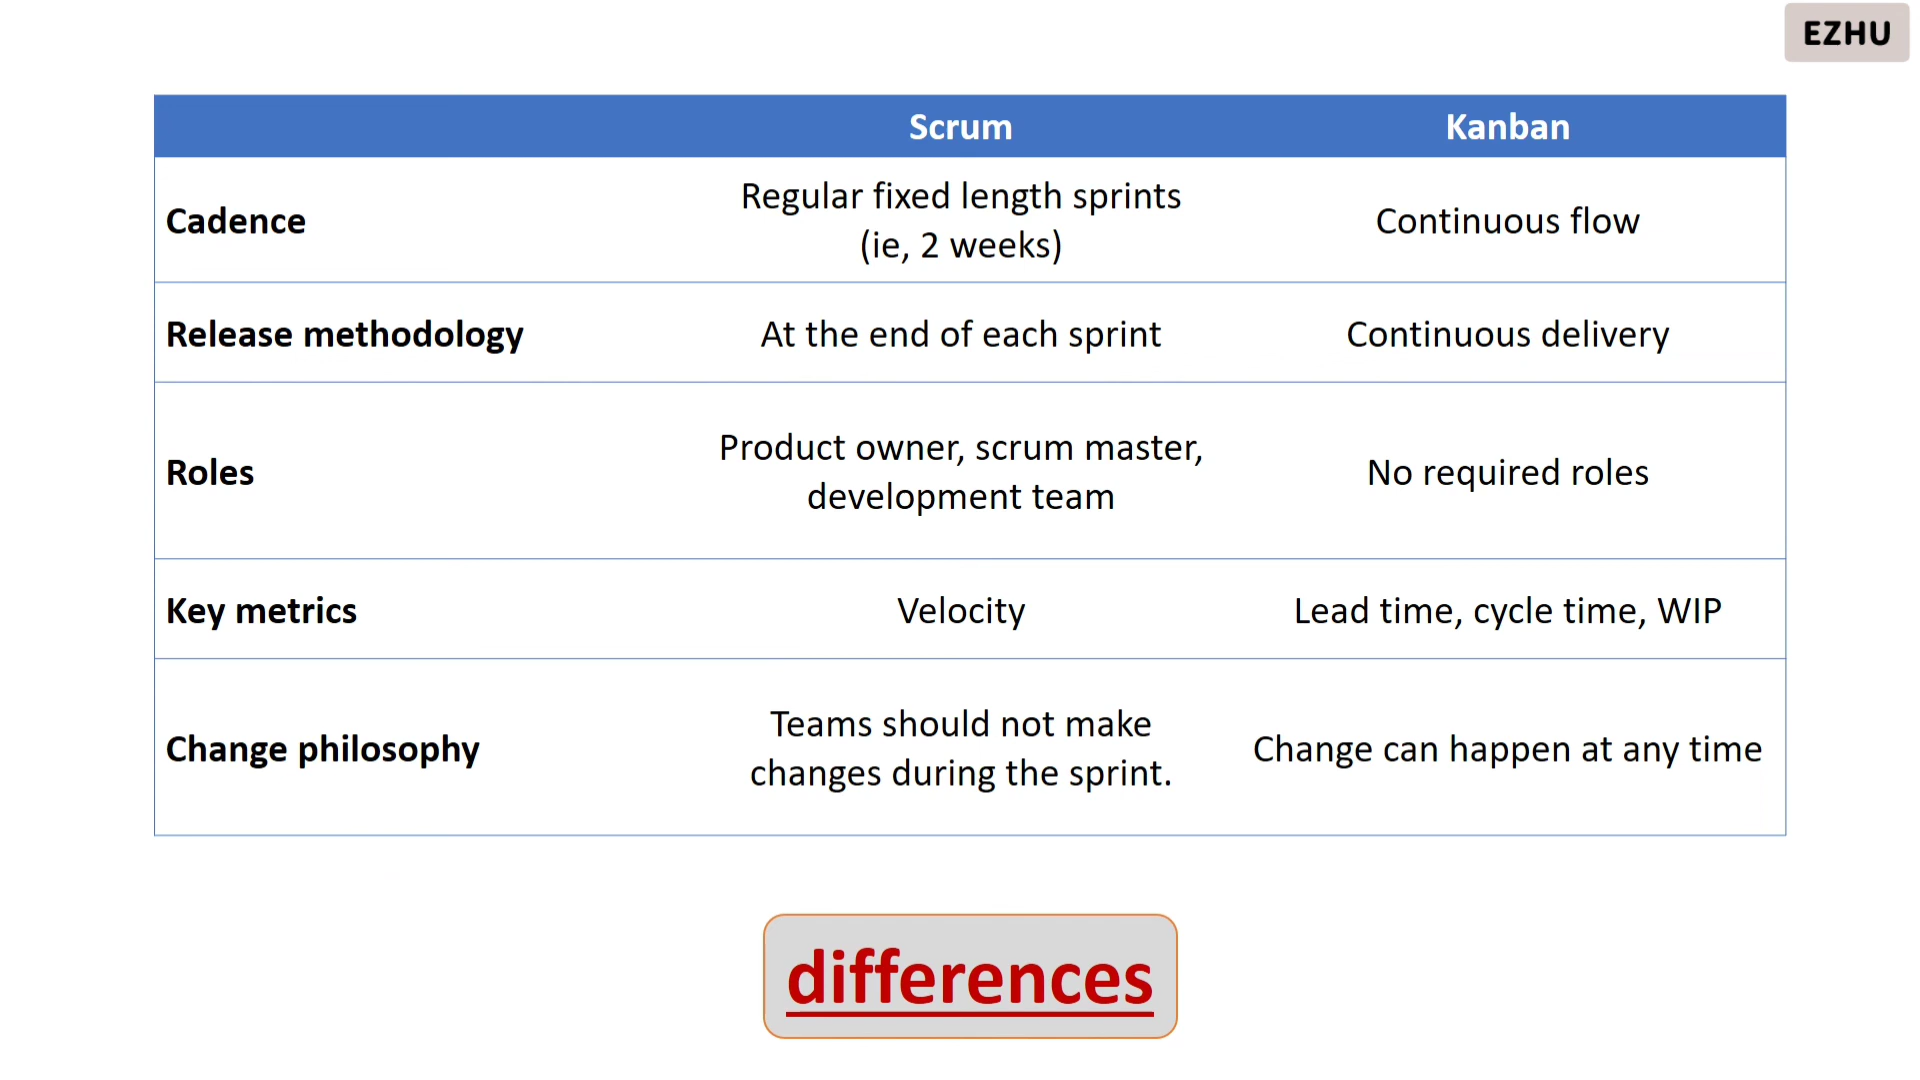 EZHU
Scrum Kanban
Cadence
Regular fixed length sprints
(ie, 2 weeks)
Continuous flow
Release methodology
At the end of each sprint
Continuous delivery
Roles
Product owner, scrum master,
development team
No required roles
Key metrics
Velocity
Lead time, cycle time, WIP
Change philosophy
Teams should not make
changes during the sprint.
Change can happen at any time
differences